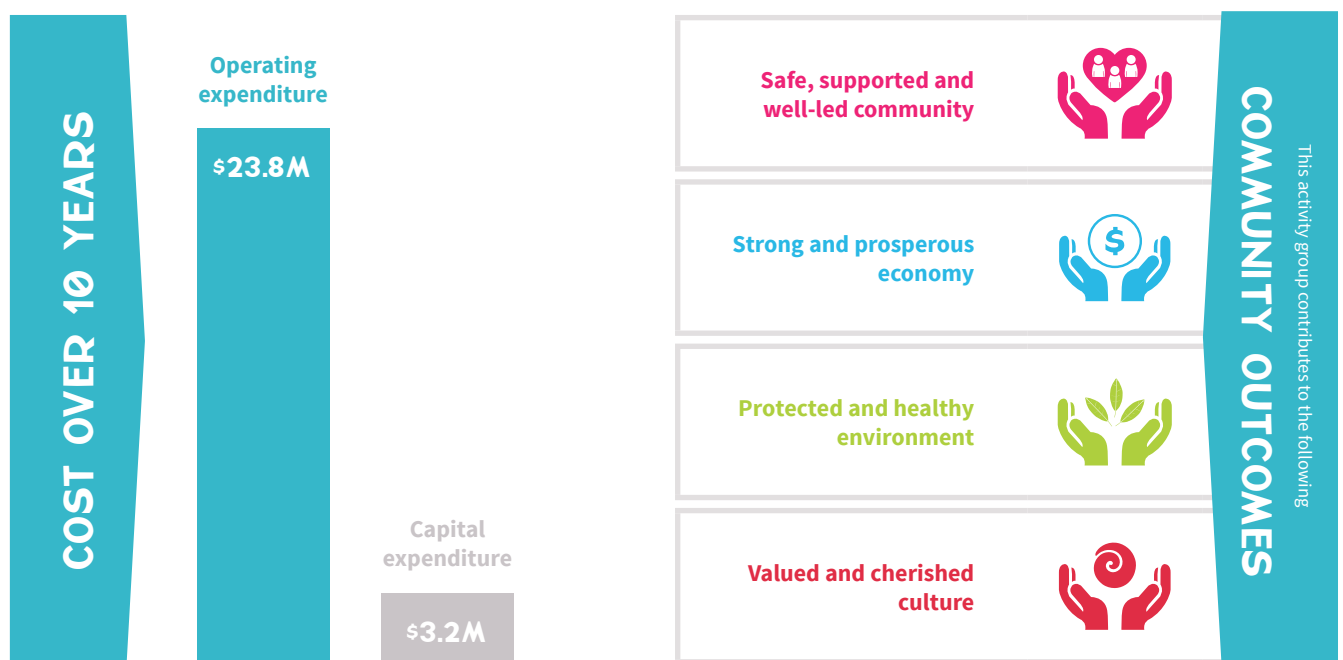 COST OVER 10 YEARS
Operating
expenditure
$23.8M
Capital
expenditure
$3.2M
Safe, supported and
well-led community
Strong and prosperous
economy
$
Protected and healthy
environment
Valued and cherished
culture
This activity group contributes to the following
COMMUNITY OUTCOMES